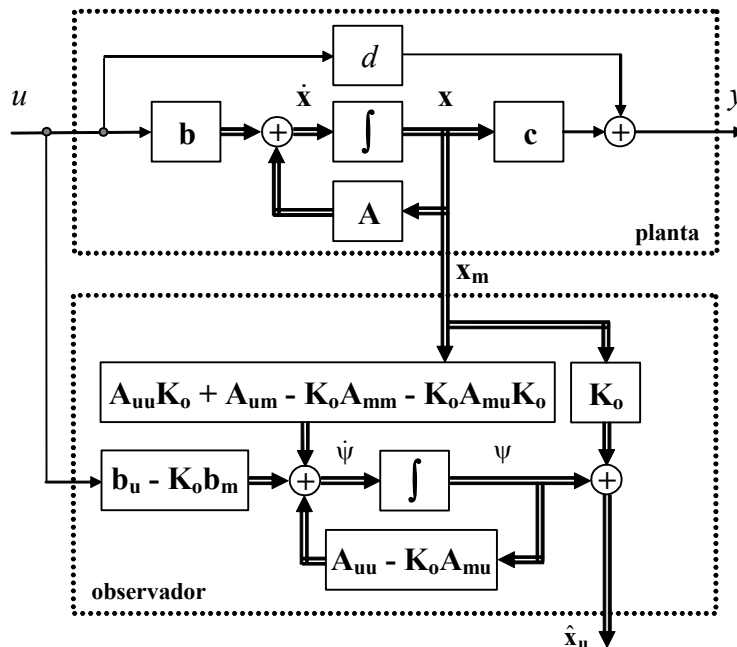 d
u
ẋ
x
y
b
+
∫
c
+
A
planta
x_m
A_uu K_o + A_um - K_o A_mm - K_o A_mu K_o
K_o
ψ̇
ψ
b_u - K_o b_m
+
∫
+
A_uu - K_o A_mu
observador
x̂_u